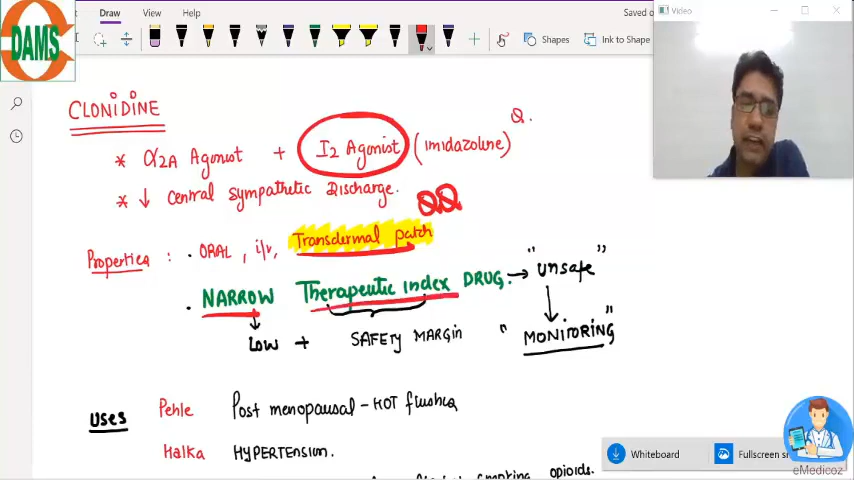 Draw
View
Help
Saved o
Video
DAMS
Shapes
Ink to Shape
CLONIDINE
* α2A Agonist + I2 Agonist (imidazoline) Q.
* ↓ Central Sympathetic Discharge. QQ
Properties : • ORAL, i/v, Transdermal patch
• NARROW Therapeutic index DRUG. → "unsafe"
LOW + SAFETY MARGIN "MONITORING"
Uses Pehle Post menopausal - HOT flushes
Halka HYPERTENSION.
smoking opioids.
Whiteboard
Fullscreen sn
eMedicoz